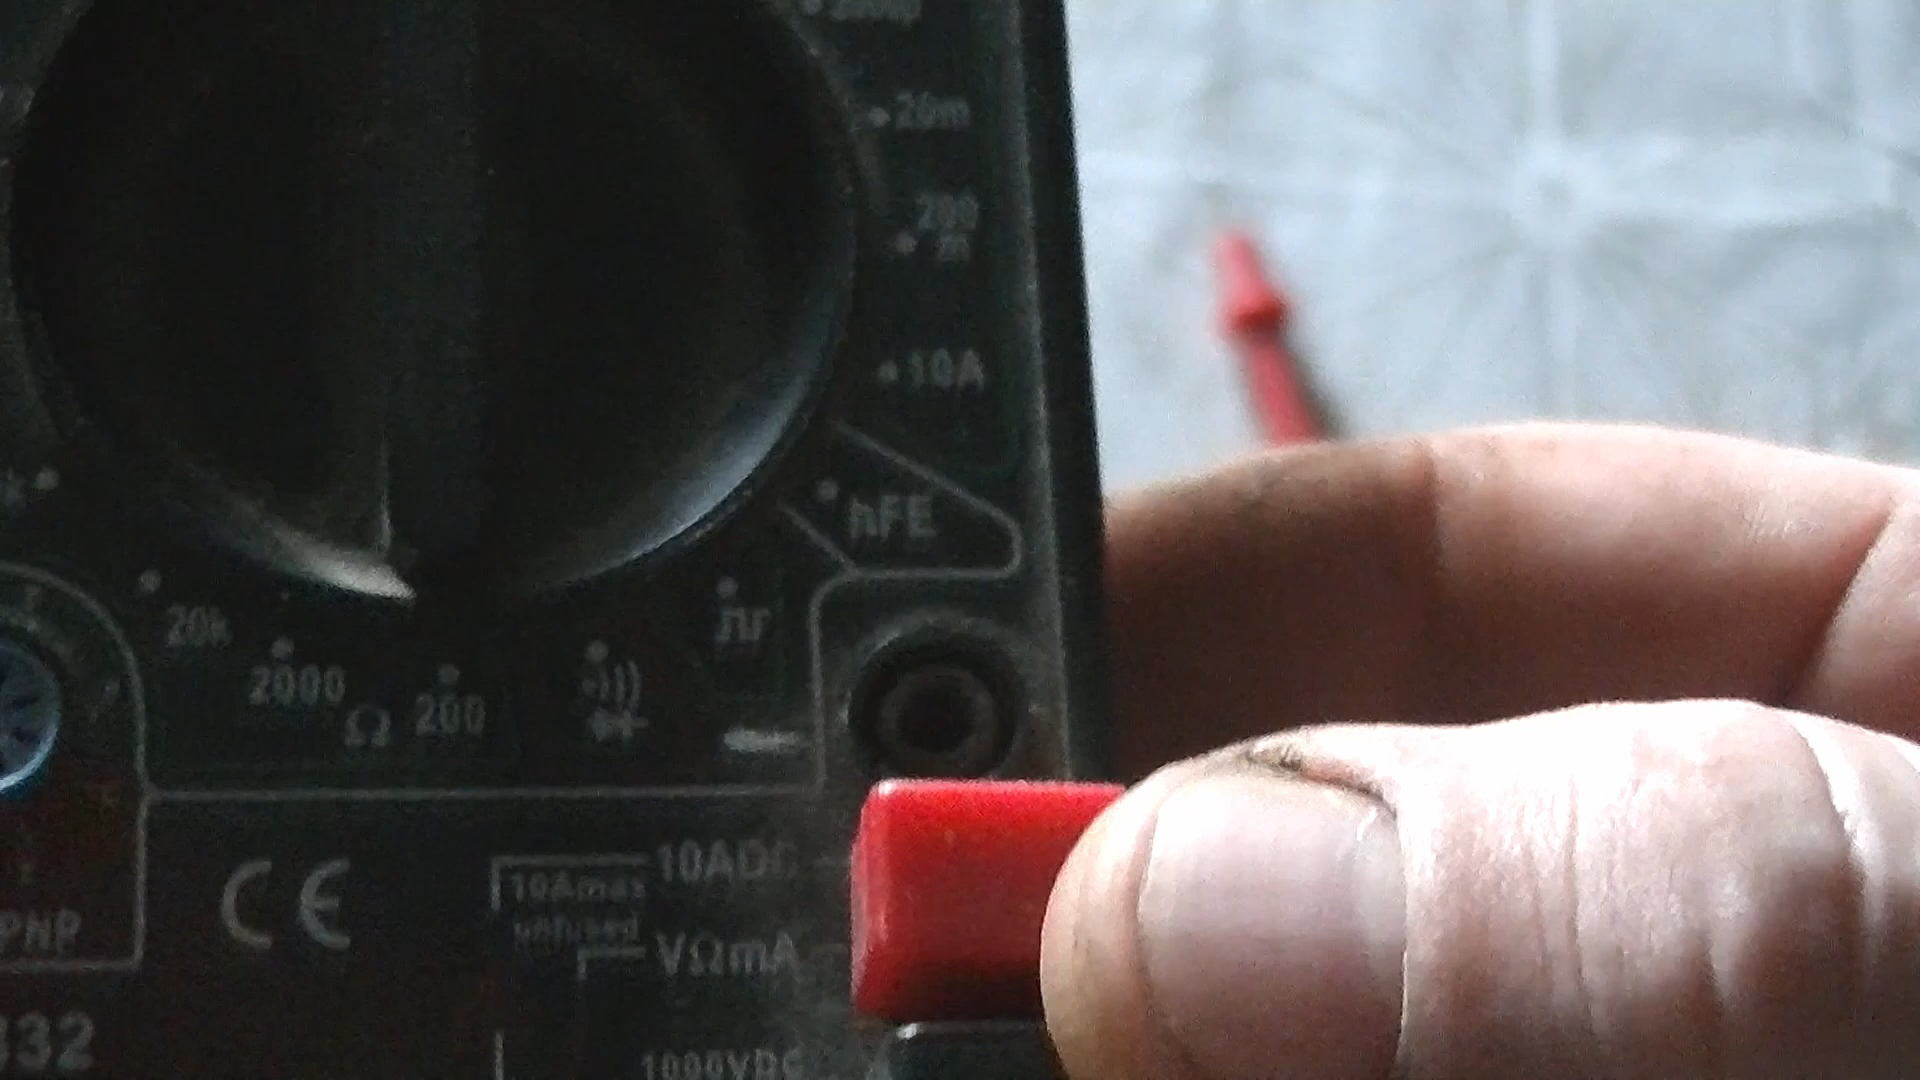 20m
200
m
10A
hFE
20k
2000
Ω
200
CE
10ADC
10Amax
unfused
VΩmA
PNP
332
1000VDC